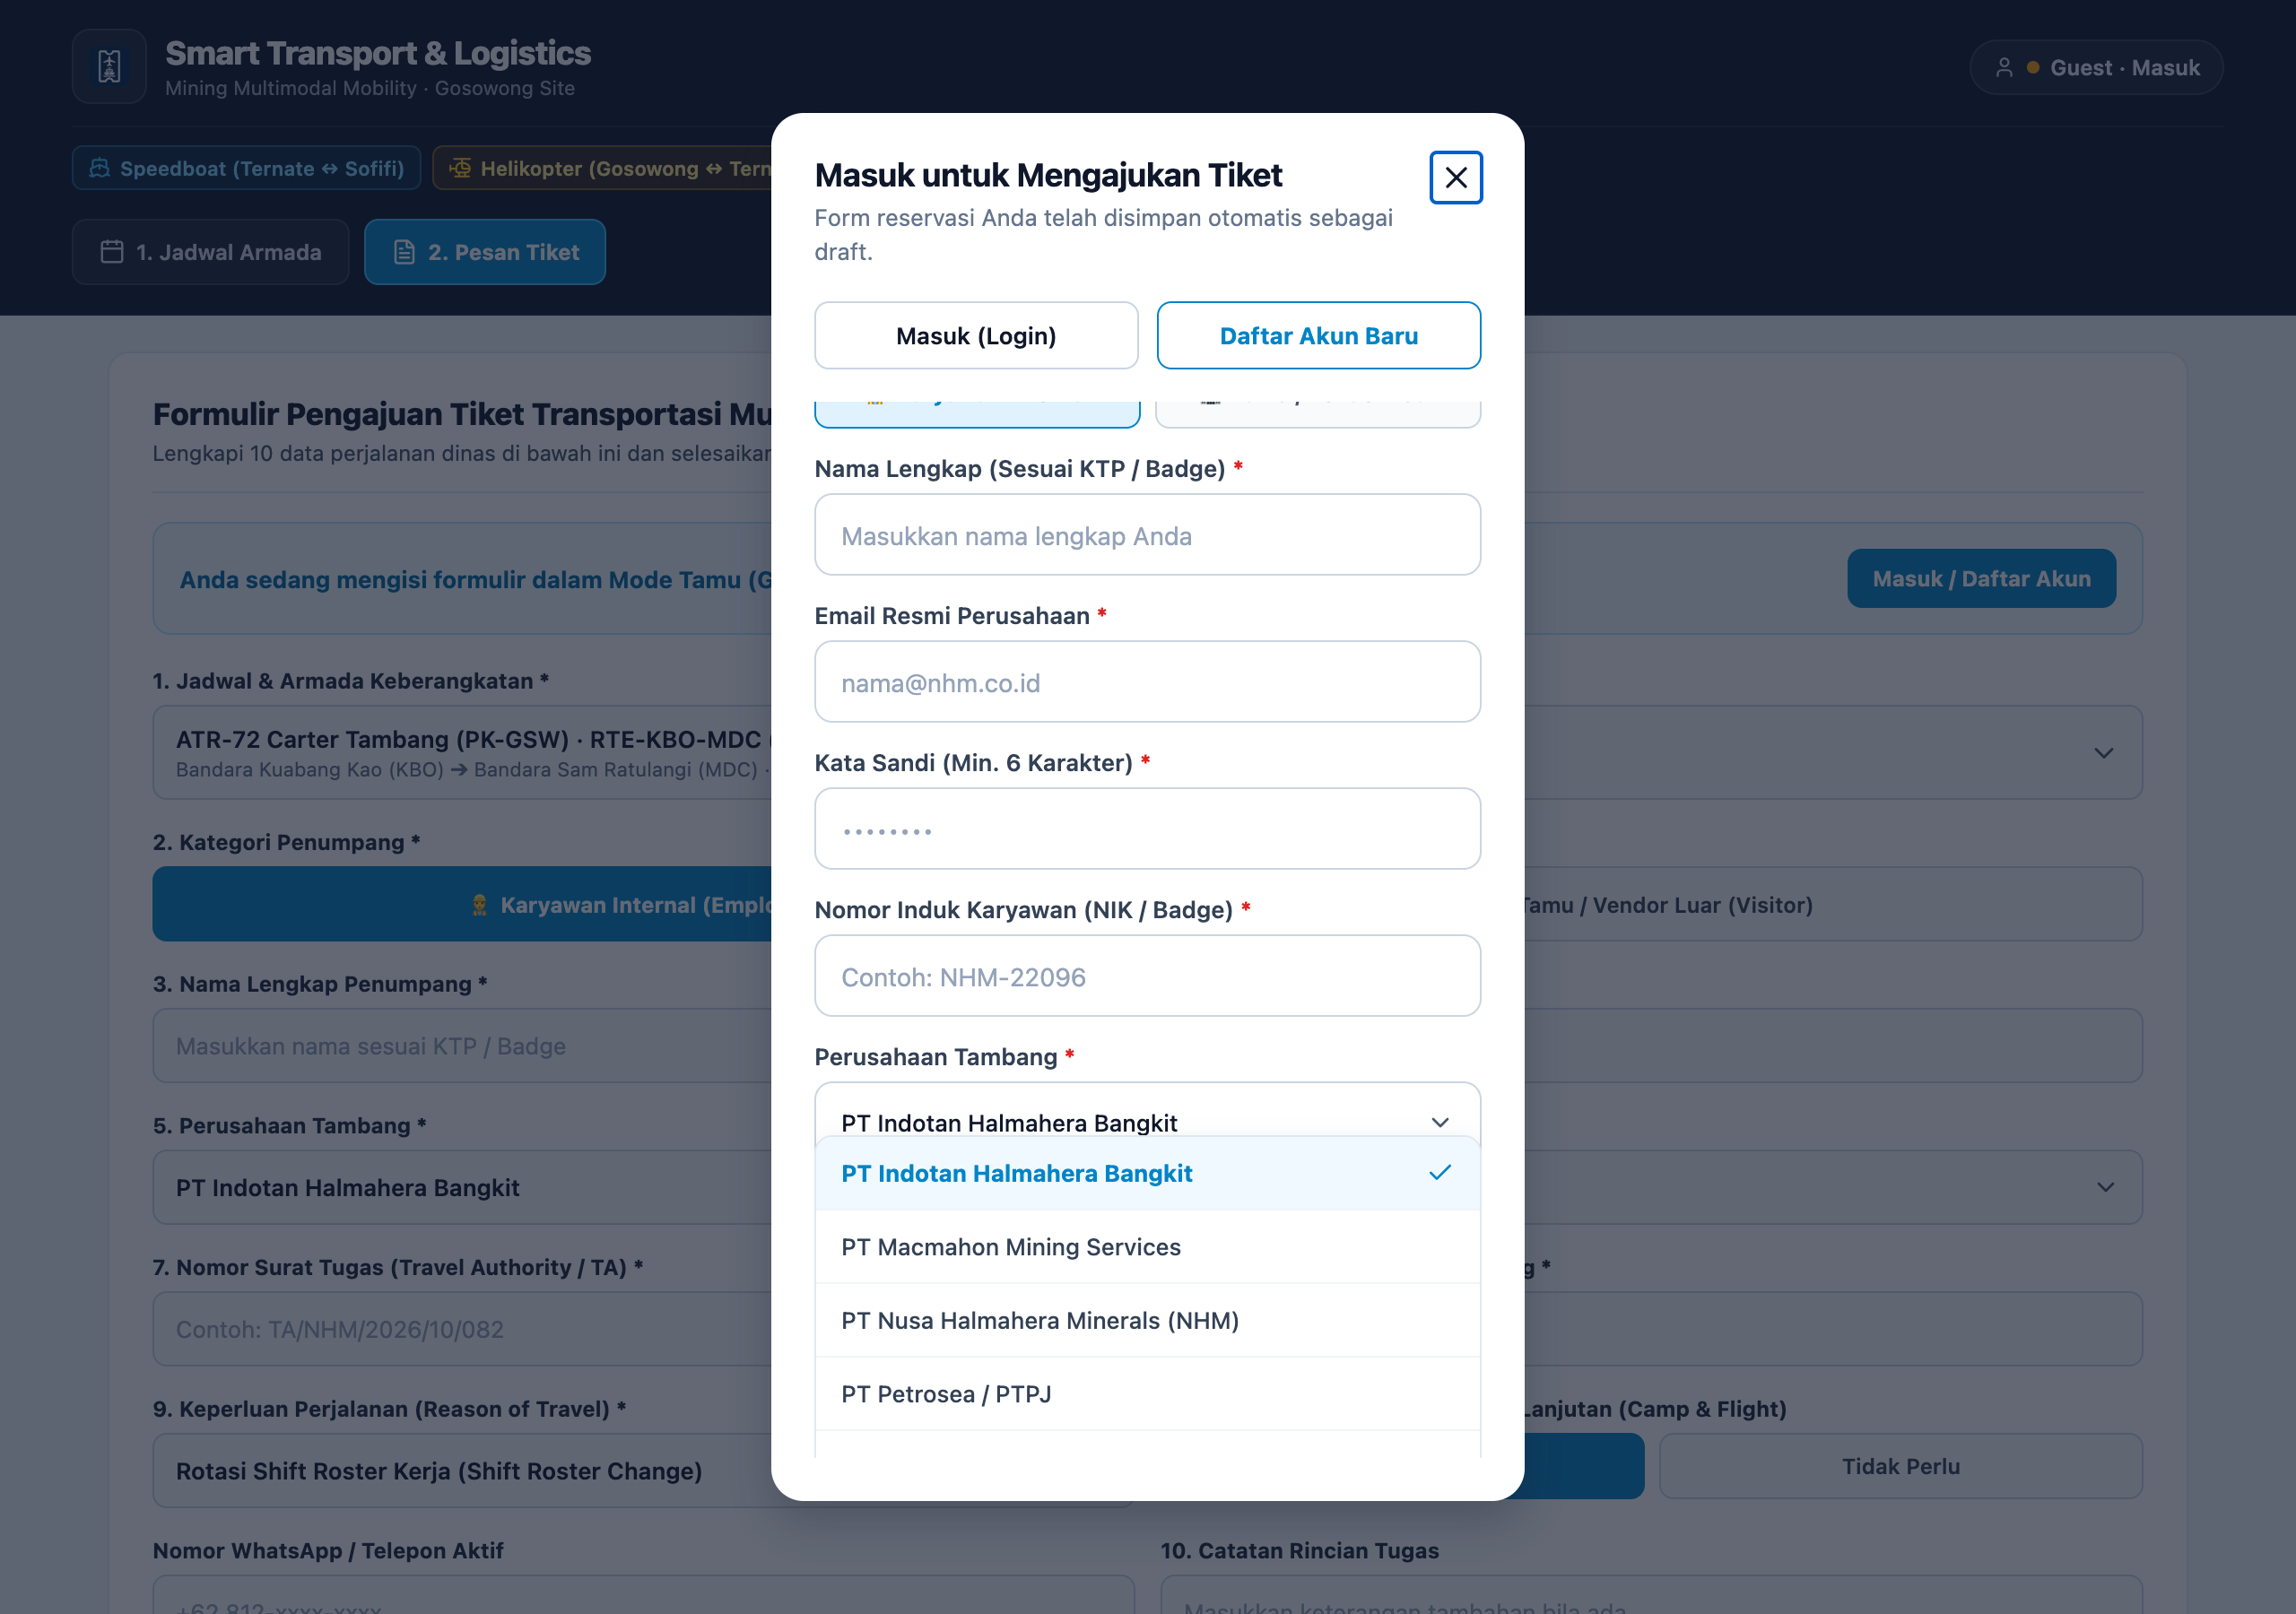 Smart Transport & Logistics
Mining Multimodal Mobility · Gosowong Site
Guest · Masuk
Speedboat (Ternate ↔ Sofifi)
Helikopter (Gosowong ↔ Tern
1. Jadwal Armada
2. Pesan Tiket
Masuk untuk Mengajukan Tiket
Form reservasi Anda telah disimpan otomatis sebagai
draft.
Masuk (Login)
Daftar Akun Baru
Nama Lengkap (Sesuai KTP / Badge) *
Masukkan nama lengkap Anda
Email Resmi Perusahaan *
nama@nhm.co.id
Kata Sandi (Min. 6 Karakter) *
••••••••
Nomor Induk Karyawan (NIK / Badge) *
Contoh: NHM-22096
Perusahaan Tambang *
PT Indotan Halmahera Bangkit
PT Indotan Halmahera Bangkit
PT Macmahon Mining Services
PT Nusa Halmahera Minerals (NHM)
PT Petrosea / PTPJ
Formulir Pengajuan Tiket Transportasi Mu
Lengkapi 10 data perjalanan dinas di bawah ini dan selesaikan
Anda sedang mengisi formulir dalam Mode Tamu (G
Masuk / Daftar Akun
1. Jadwal & Armada Keberangkatan *
ATR-72 Carter Tambang (PK-GSW) · RTE-KBO-MDC
Bandara Kuabang Kao (KBO) ➔ Bandara Sam Ratulangi (MDC) ·
2. Kategori Penumpang *
Karyawan Internal (Emplo
Tamu / Vendor Luar (Visitor)
3. Nama Lengkap Penumpang *
Masukkan nama sesuai KTP / Badge
5. Perusahaan Tambang *
PT Indotan Halmahera Bangkit
7. Nomor Surat Tugas (Travel Authority / TA) *
g *
Contoh: TA/NHM/2026/10/082
9. Keperluan Perjalanan (Reason of Travel) *
Lanjutan (Camp & Flight)
Rotasi Shift Roster Kerja (Shift Roster Change)
Tidak Perlu
Nomor WhatsApp / Telepon Aktif
10. Catatan Rincian Tugas
+62 812-xxxx-xxxx
Masukkan keterangan tambahan bila ada